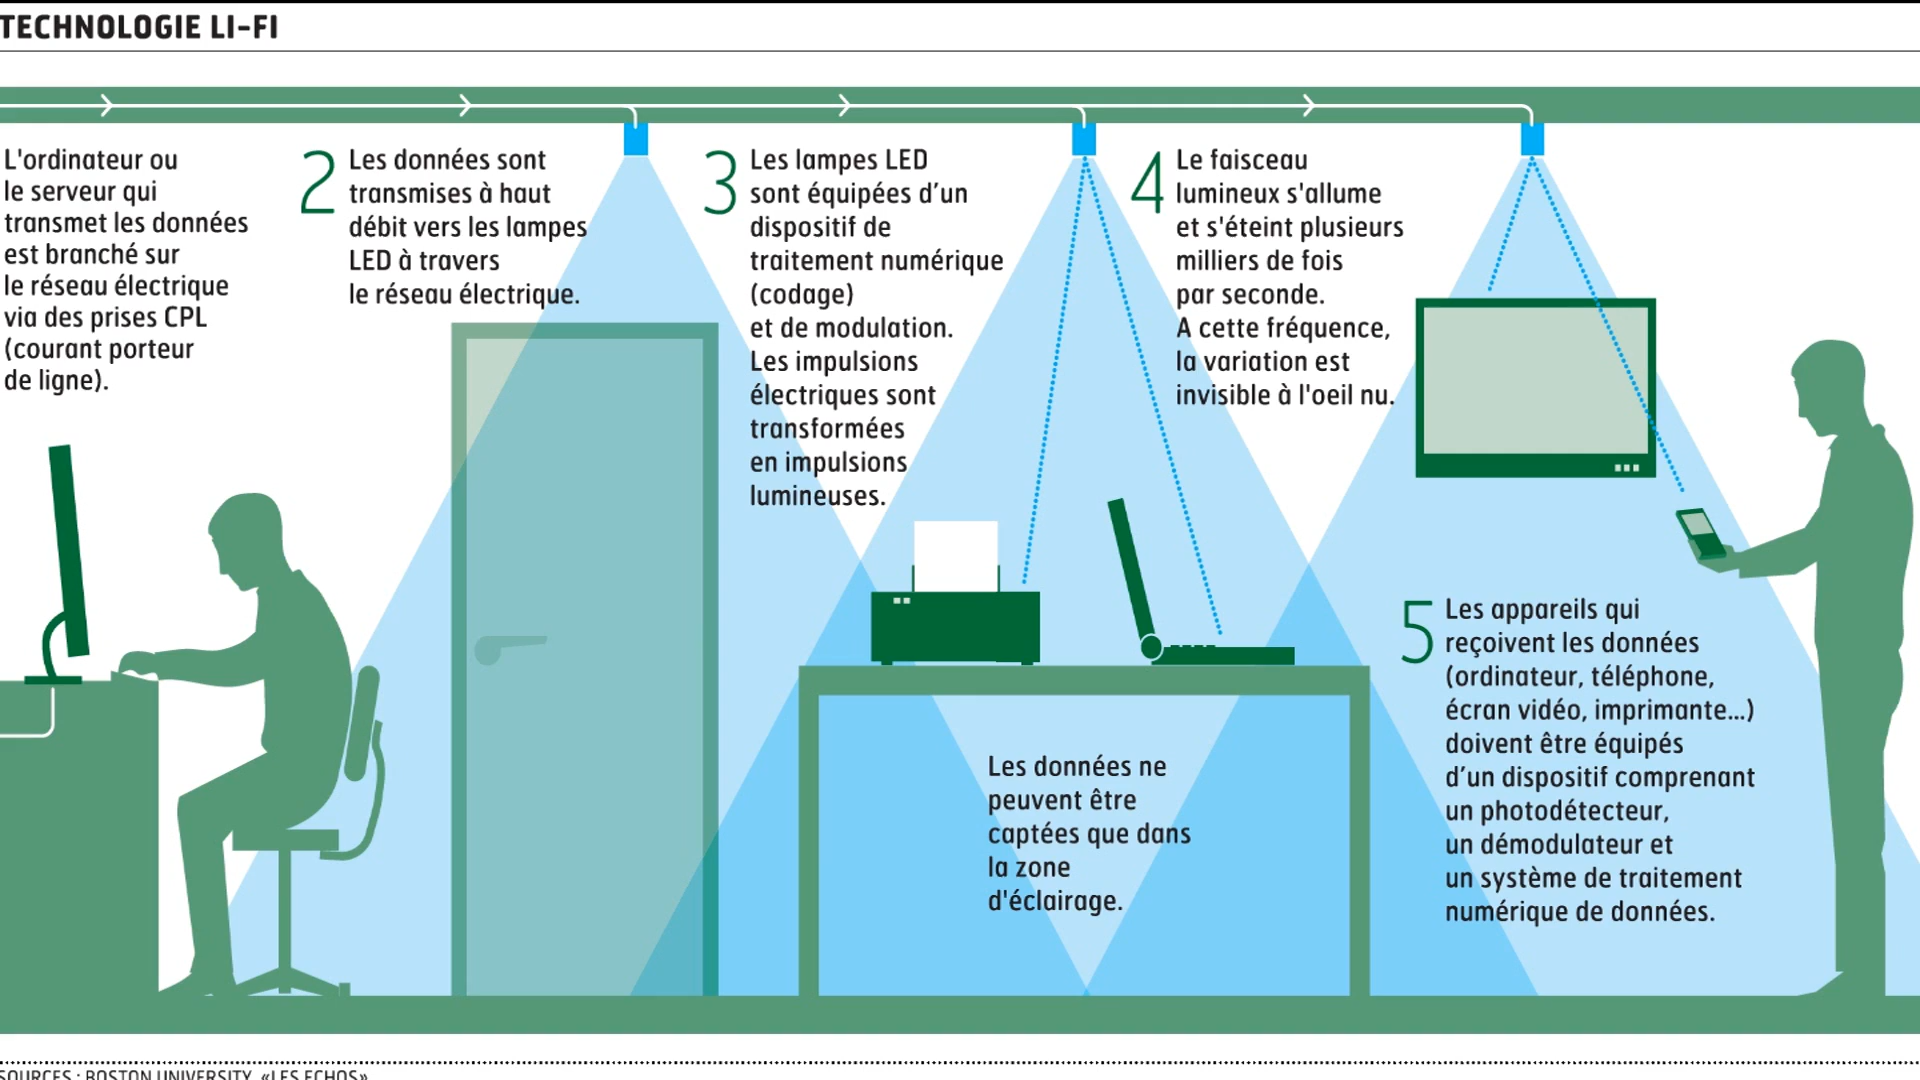 TECHNOLOGIE LI-FI
L'ordinateur ou
le serveur qui
transmet les données
est branché sur
le réseau électrique
via des prises CPL
(courant porteur
de ligne).
2
Les données sont
transmises à haut
débit vers les lampes
LED à travers
le réseau électrique.
3
Les lampes LED
sont équipées d’un
dispositif de
traitement numérique
(codage)
et de modulation.
Les impulsions
électriques sont
transformées
en impulsions
lumineuses.
4
Le faisceau
lumineux s'allume
et s'éteint plusieurs
milliers de fois
par seconde.
A cette fréquence,
la variation est
invisible à l'oeil nu.
Les données ne
peuvent être
captées que dans
la zone
d'éclairage.
5
Les appareils qui
reçoivent les données
(ordinateur, téléphone,
écran vidéo, imprimante...)
doivent être équipés
d’un dispositif comprenant
un photodétecteur,
un démodulateur et
un système de traitement
numérique de données.
SOURCES : BOSTON UNIVERSITY, «LES ECHOS»